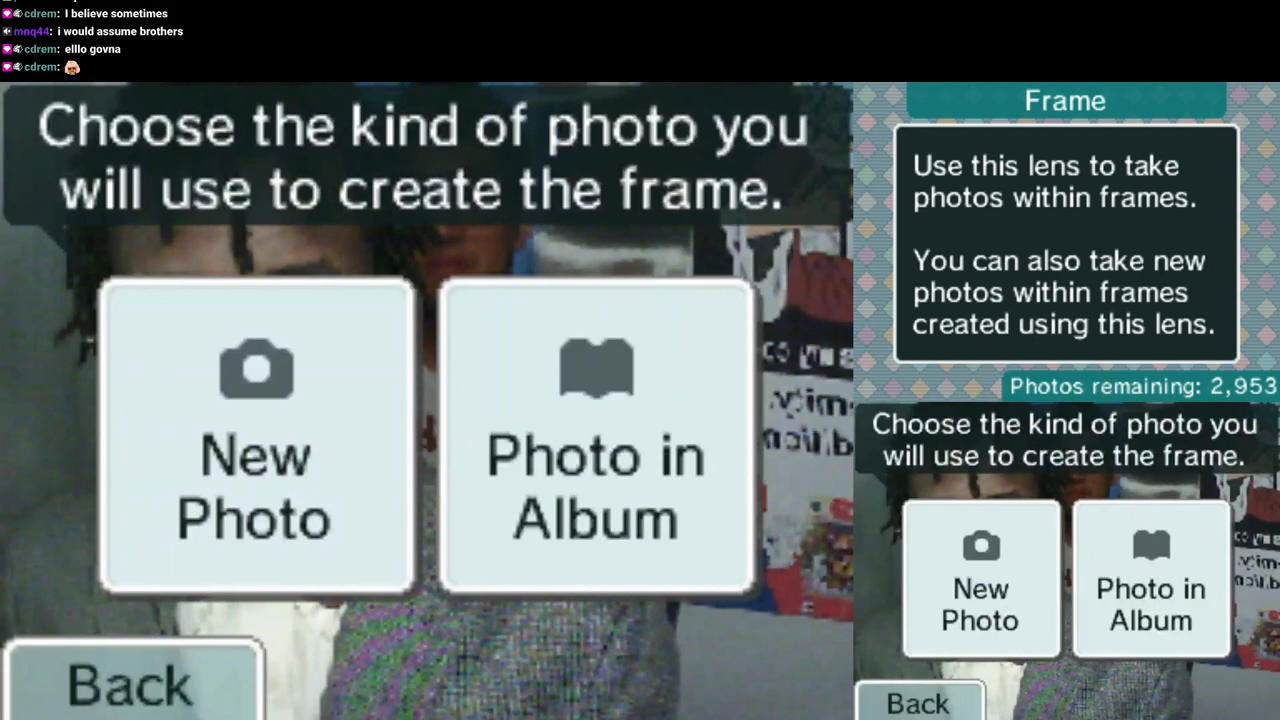 cdrem: I believe sometimes
mnq44: i would assume brothers
cdrem: elllo govna
cdrem:
Choose the kind of photo you
will use to create the frame.
New
Photo
Photo in
Album
Back
Frame
Use this lens to take
photos within frames.
You can also take new
photos within frames
created using this lens.
Photos remaining: 2,953
Choose the kind of photo you
will use to create the frame.
New
Photo
Photo in
Album
Back